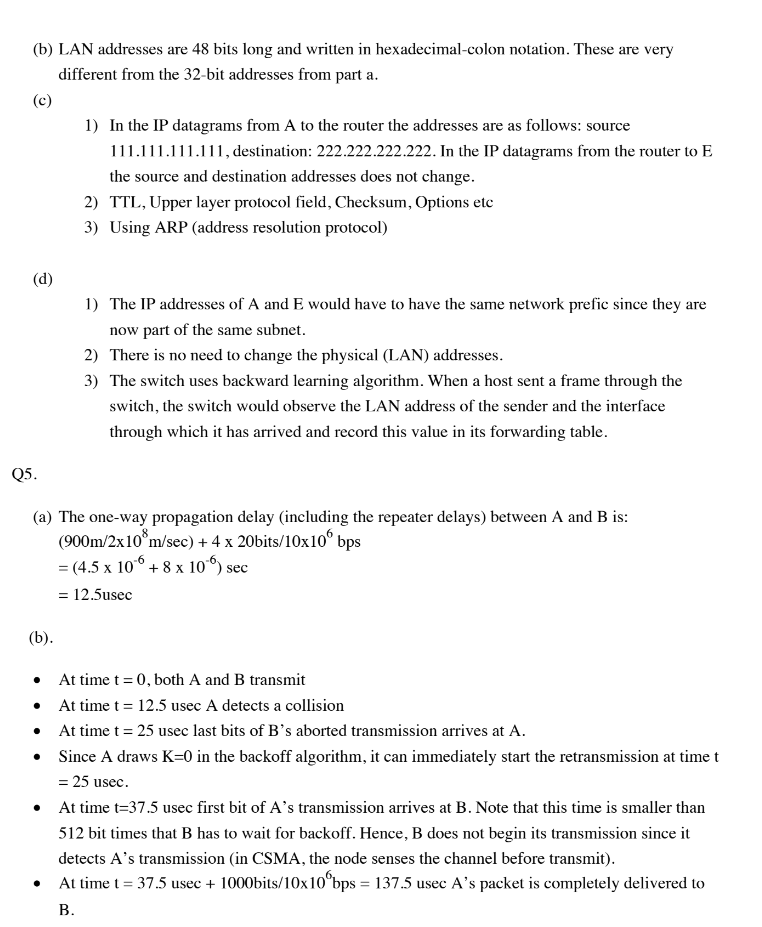 (b) LAN addresses are 48 bits long and written in hexadecimal-colon notation. These are very
different from the 32-bit addresses from part a.
(c)
1) In the IP datagrams from A to the router the addresses are as follows: source
111.111.111.111, destination: 222.222.222.222. In the IP datagrams from the router to E
the source and destination addresses does not change.
2) TTL, Upper layer protocol field, Checksum, Options etc
3) Using ARP (address resolution protocol)
(d)
1) The IP addresses of A and E would have to have the same network prefic since they are
now part of the same subnet.
2) There is no need to change the physical (LAN) addresses.
3) The switch uses backward learning algorithm. When a host sent a frame through the
switch, the switch would observe the LAN address of the sender and the interface
through which it has arrived and record this value in its forwarding table.
Q5.
(a) The one-way propagation delay (including the repeater delays) between A and B is:
(900m/2x10⁸m/sec) + 4 x 20bits/10x10⁶ bps
= (4.5 x 10⁻⁶ + 8 x 10⁻⁶) sec
= 12.5usec
(b).
• At time t = 0, both A and B transmit
• At time t = 12.5 usec A detects a collision
• At time t = 25 usec last bits of B's aborted transmission arrives at A.
• Since A draws K=0 in the backoff algorithm, it can immediately start the retransmission at time t
= 25 usec.
• At time t=37.5 usec first bit of A's transmission arrives at B. Note that this time is smaller than
512 bit times that B has to wait for backoff. Hence, B does not begin its transmission since it
detects A's transmission (in CSMA, the node senses the channel before transmit).
• At time t = 37.5 usec + 1000bits/10x10⁶bps = 137.5 usec A's packet is completely delivered to
B.